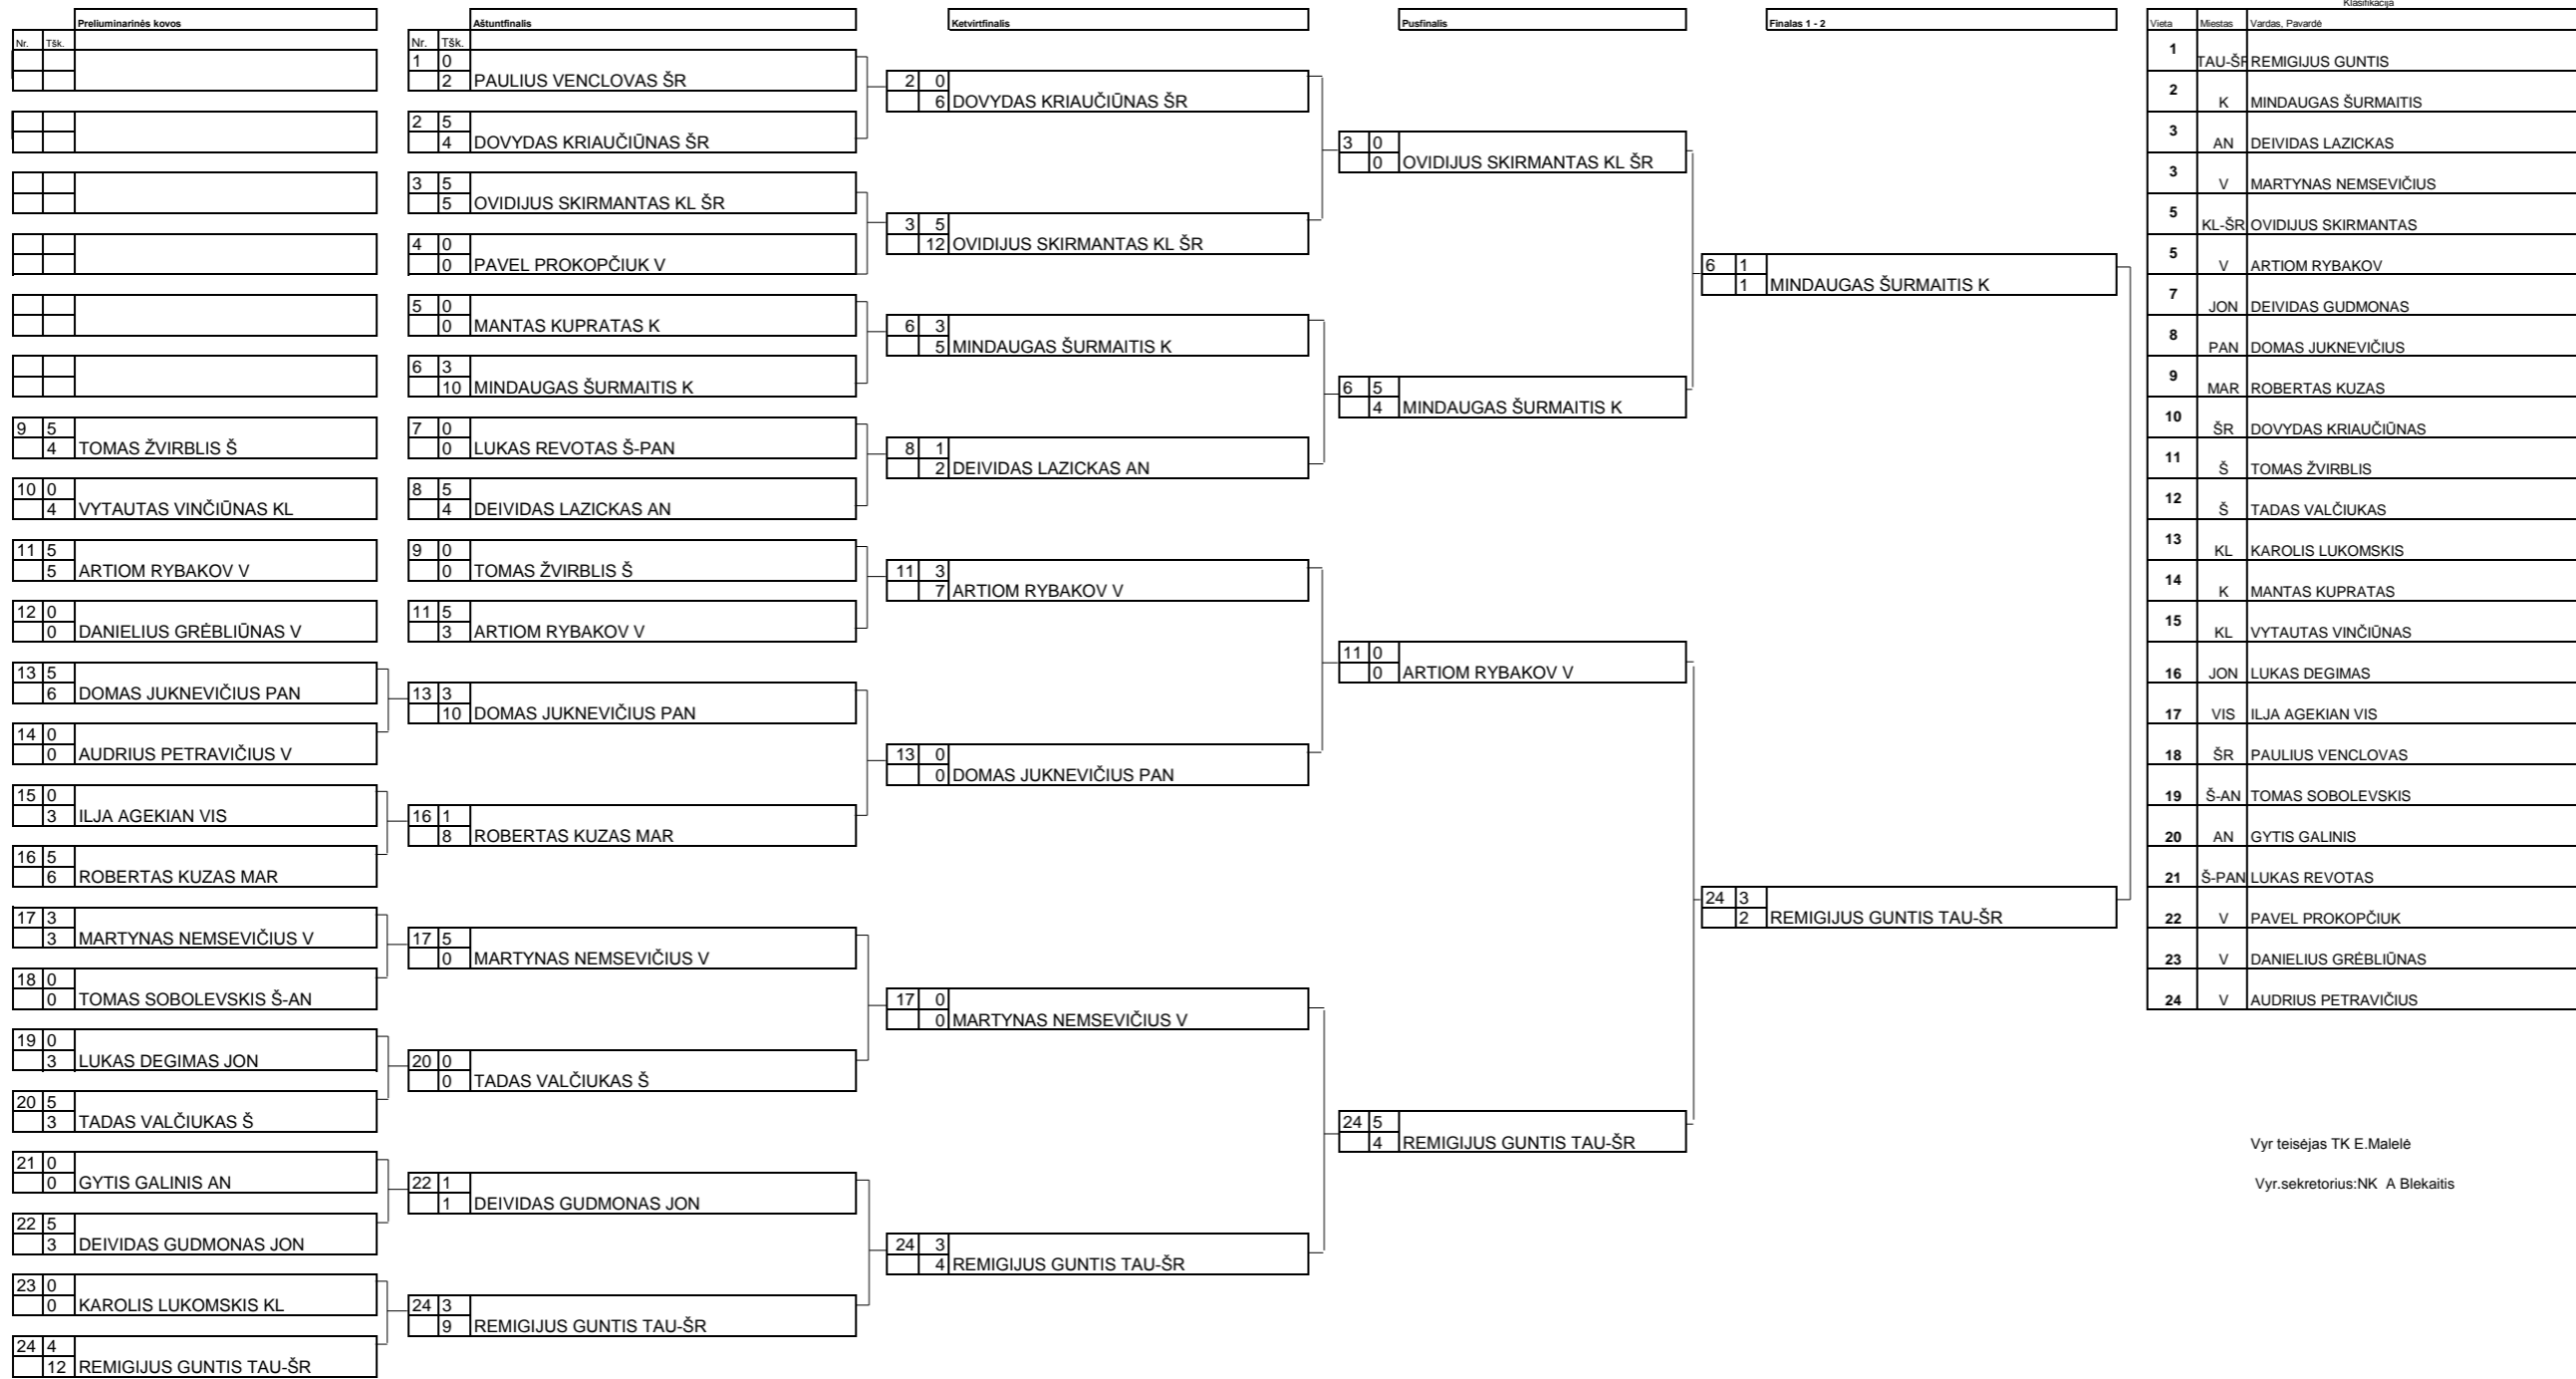 Klasifikacija
Preliuminarinės kovos
Aštuntfinalis
Ketvirtfinalis
Pusfinalis
Finalas 1 - 2
Nr. Tšk.
9 5
4 TOMAS ŽVIRBLIS Š
10 0
4 VYTAUTAS VINČIŪNAS KL
11 5
5 ARTIOM RYBAKOV V
12 0
0 DANIELIUS GRĖBLIŪNAS V
13 5
6 DOMAS JUKNEVIČIUS PAN
14 0
0 AUDRIUS PETRAVIČIUS V
15 0
3 ILJA AGEKIAN VIS
16 5
6 ROBERTAS KUZAS MAR
17 3
3 MARTYNAS NEMSEVIČIUS V
18 0
0 TOMAS SOBOLEVSKIS Š-AN
19 0
3 LUKAS DEGIMAS JON
20 5
3 TADAS VALČIUKAS Š
21 0
0 GYTIS GALINIS AN
22 5
3 DEIVIDAS GUDMONAS JON
23 0
0 KAROLIS LUKOMSKIS KL
24 4
12 REMIGIJUS GUNTIS TAU-ŠR
Nr. Tšk.
1 0
2 PAULIUS VENCLOVAS ŠR
2 5
4 DOVYDAS KRIAUČIŪNAS ŠR
3 5
5 OVIDIJUS SKIRMANTAS KL ŠR
4 0
0 PAVEL PROKOPČIUK V
5 0
0 MANTAS KUPRATAS K
6 3
10 MINDAUGAS ŠURMAITIS K
7 0
0 LUKAS REVOTAS Š-PAN
8 5
4 DEIVIDAS LAZICKAS AN
9 0
0 TOMAS ŽVIRBLIS Š
11 5
3 ARTIOM RYBAKOV V
13 3
10 DOMAS JUKNEVIČIUS PAN
16 1
8 ROBERTAS KUZAS MAR
17 5
0 MARTYNAS NEMSEVIČIUS V
20 0
0 TADAS VALČIUKAS Š
22 1
1 DEIVIDAS GUDMONAS JON
24 3
9 REMIGIJUS GUNTIS TAU-ŠR
2 0
6 DOVYDAS KRIAUČIŪNAS ŠR
3 5
12 OVIDIJUS SKIRMANTAS KL ŠR
6 3
5 MINDAUGAS ŠURMAITIS K
8 1
2 DEIVIDAS LAZICKAS AN
11 3
7 ARTIOM RYBAKOV V
13 0
0 DOMAS JUKNEVIČIUS PAN
17 0
0 MARTYNAS NEMSEVIČIUS V
24 3
4 REMIGIJUS GUNTIS TAU-ŠR
3 0
0 OVIDIJUS SKIRMANTAS KL ŠR
6 5
4 MINDAUGAS ŠURMAITIS K
11 0
0 ARTIOM RYBAKOV V
24 5
4 REMIGIJUS GUNTIS TAU-ŠR
6 1
1 MINDAUGAS ŠURMAITIS K
24 3
2 REMIGIJUS GUNTIS TAU-ŠR
Vieta Miestas Vardas, Pavardė
1 TAU-ŠR REMIGIJUS GUNTIS
2 K MINDAUGAS ŠURMAITIS
3 AN DEIVIDAS LAZICKAS
3 V MARTYNAS NEMSEVIČIUS
5 KL-ŠR OVIDIJUS SKIRMANTAS
5 V ARTIOM RYBAKOV
7 JON DEIVIDAS GUDMONAS
8 PAN DOMAS JUKNEVIČIUS
9 MAR ROBERTAS KUZAS
10 ŠR DOVYDAS KRIAUČIŪNAS
11 Š TOMAS ŽVIRBLIS
12 Š TADAS VALČIUKAS
13 KL KAROLIS LUKOMSKIS
14 K MANTAS KUPRATAS
15 KL VYTAUTAS VINČIŪNAS
16 JON LUKAS DEGIMAS
17 VIS ILJA AGEKIAN VIS
18 ŠR PAULIUS VENCLOVAS
19 Š-AN TOMAS SOBOLEVSKIS
20 AN GYTIS GALINIS
21 Š-PAN LUKAS REVOTAS
22 V PAVEL PROKOPČIUK
23 V DANIELIUS GRĖBLIŪNAS
24 V AUDRIUS PETRAVIČIUS
Vyr teisėjas TK E.Malelė
Vyr.sekretorius:NK A Blekaitis